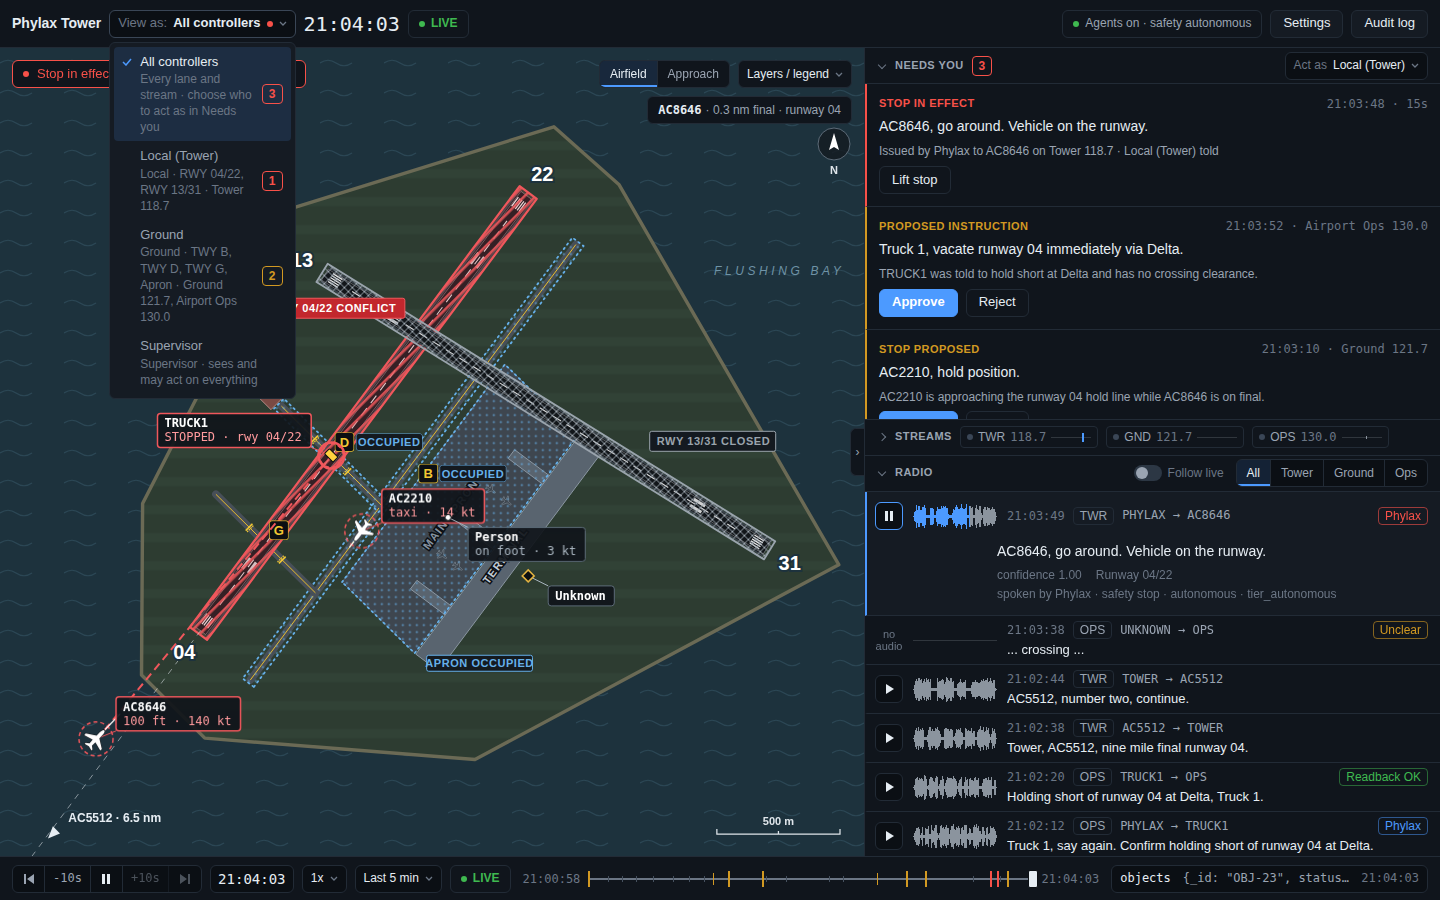 Phylax Tower
View as: All controllers
21:04:03
LIVE
Agents on · safety autonomous
Settings
Audit log
All controllers
Every line and
stream · choose who
to act as in Needs
you
3
Local (Tower)
Local · RWY 04/22,
RWY 13/31 · Tower
118.7
1
Ground
Ground · TWY B,
TWY D, TWY G,
Apron · Ground
121.7, Airport Ops
130.0
2
Supervisor
Supervisor · sees and
may act on everything
Stop in effec
Airfield
Approach
Layers / legend
AC8646 · 0.3 nm final · runway 04
N
22
13
FLUSHING BAY
04/22 CONFLICT
TRUCK1
STOPPED · rwy 04/22
D
OCCUPIED
RWY 13/31 CLOSED
B
OCCUPIED
AC2210
taxi · 14 kt
G
Person
on foot · 3 kt
Unknown
31
04
APRON OCCUPIED
AC8646
100 ft · 140 kt
AC5512 · 6.5 nm
500 m
NEEDS YOU 3
Act as Local (Tower)
STOP IN EFFECT
21:03:48 · 15s
AC8646, go around. Vehicle on the runway.
Issued by Phylax to AC8646 on Tower 118.7 · Local (Tower) told
Lift stop
PROPOSED INSTRUCTION
21:03:52 · Airport Ops 130.0
Truck 1, vacate runway 04 immediately via Delta.
TRUCK1 was told to hold short at Delta and has no crossing clearance.
Approve
Reject
STOP PROPOSED
21:03:10 · Ground 121.7
AC2210, hold position.
AC2210 is approaching the runway 04 hold line while AC8646 is on final.
STREAMS
TWR 118.7
GND 121.7
OPS 130.0
RADIO
Follow live
All
Tower
Ground
Ops
21:03:49 TWR PHYLAX → AC8646
Phylax
AC8646, go around. Vehicle on the runway.
confidence 1.00 Runway 04/22
spoken by Phylax · safety stop · autonomous · tier_autonomous
no
audio
21:03:38 OPS UNKNOWN → OPS
Unclear
... crossing ...
21:02:44 TWR TOWER → AC5512
AC5512, number two, continue.
21:02:38 TWR AC5512 → TOWER
Tower, AC5512, nine mile final runway 04.
21:02:20 OPS TRUCK1 → OPS
Readback OK
Holding short of runway 04 at Delta, Truck 1.
21:02:12 OPS PHYLAX → TRUCK1
Phylax
Truck 1, say again. Confirm holding short of runway 04 at Delta.
-10s
+10s
21:04:03
1x
Last 5 min
LIVE
21:00:58
21:04:03
objects {_id: "OBJ-23", status… 21:04:03